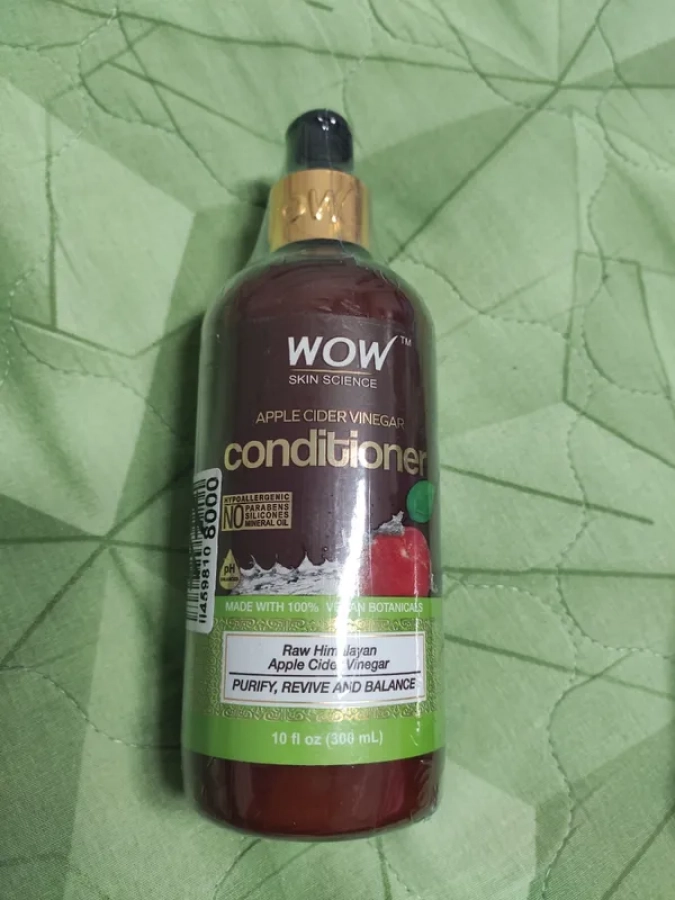 WOW™
SKIN SCIENCE
APPLE CIDER VINEGAR
conditioner
HYPOALLERGENIC
NO PARABENS
SILICONES
MINERAL OIL
pH
MADE WITH 100% VEGAN BOTANICALS
Raw Himalayan
Apple Cider Vinegar
PURIFY, REVIVE AND BALANCE
10 fl oz (300 mL)